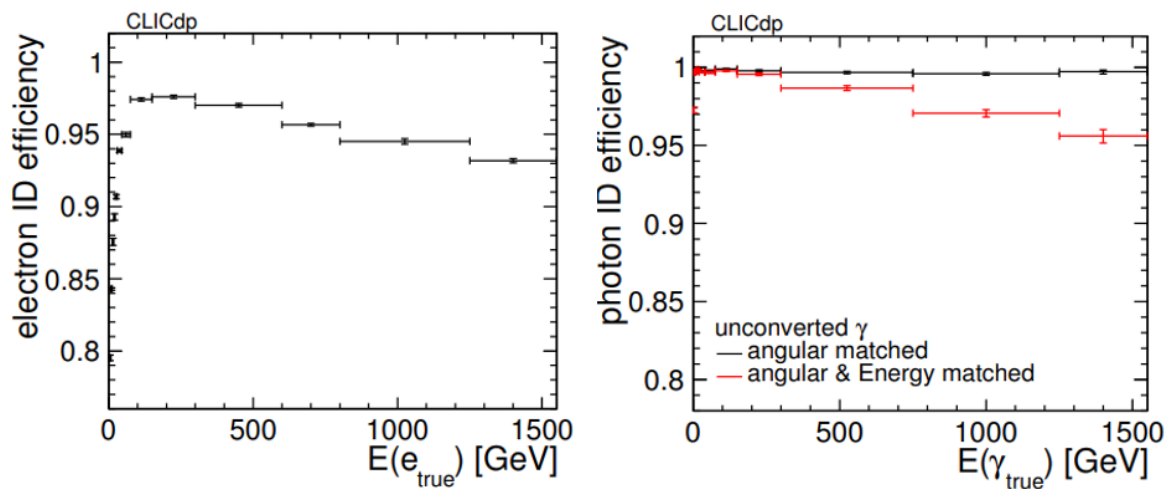 CLICdp
electron ID efficiency
1
0.95
0.9
0.85
0.8
0 500 1000 1500
E(e_true) [GeV]
CLICdp
photon ID efficiency
1
0.95
0.9
0.85
0.8
unconverted γ
angular matched
angular & Energy matched
0 500 1000 1500
E(γ_true) [GeV]